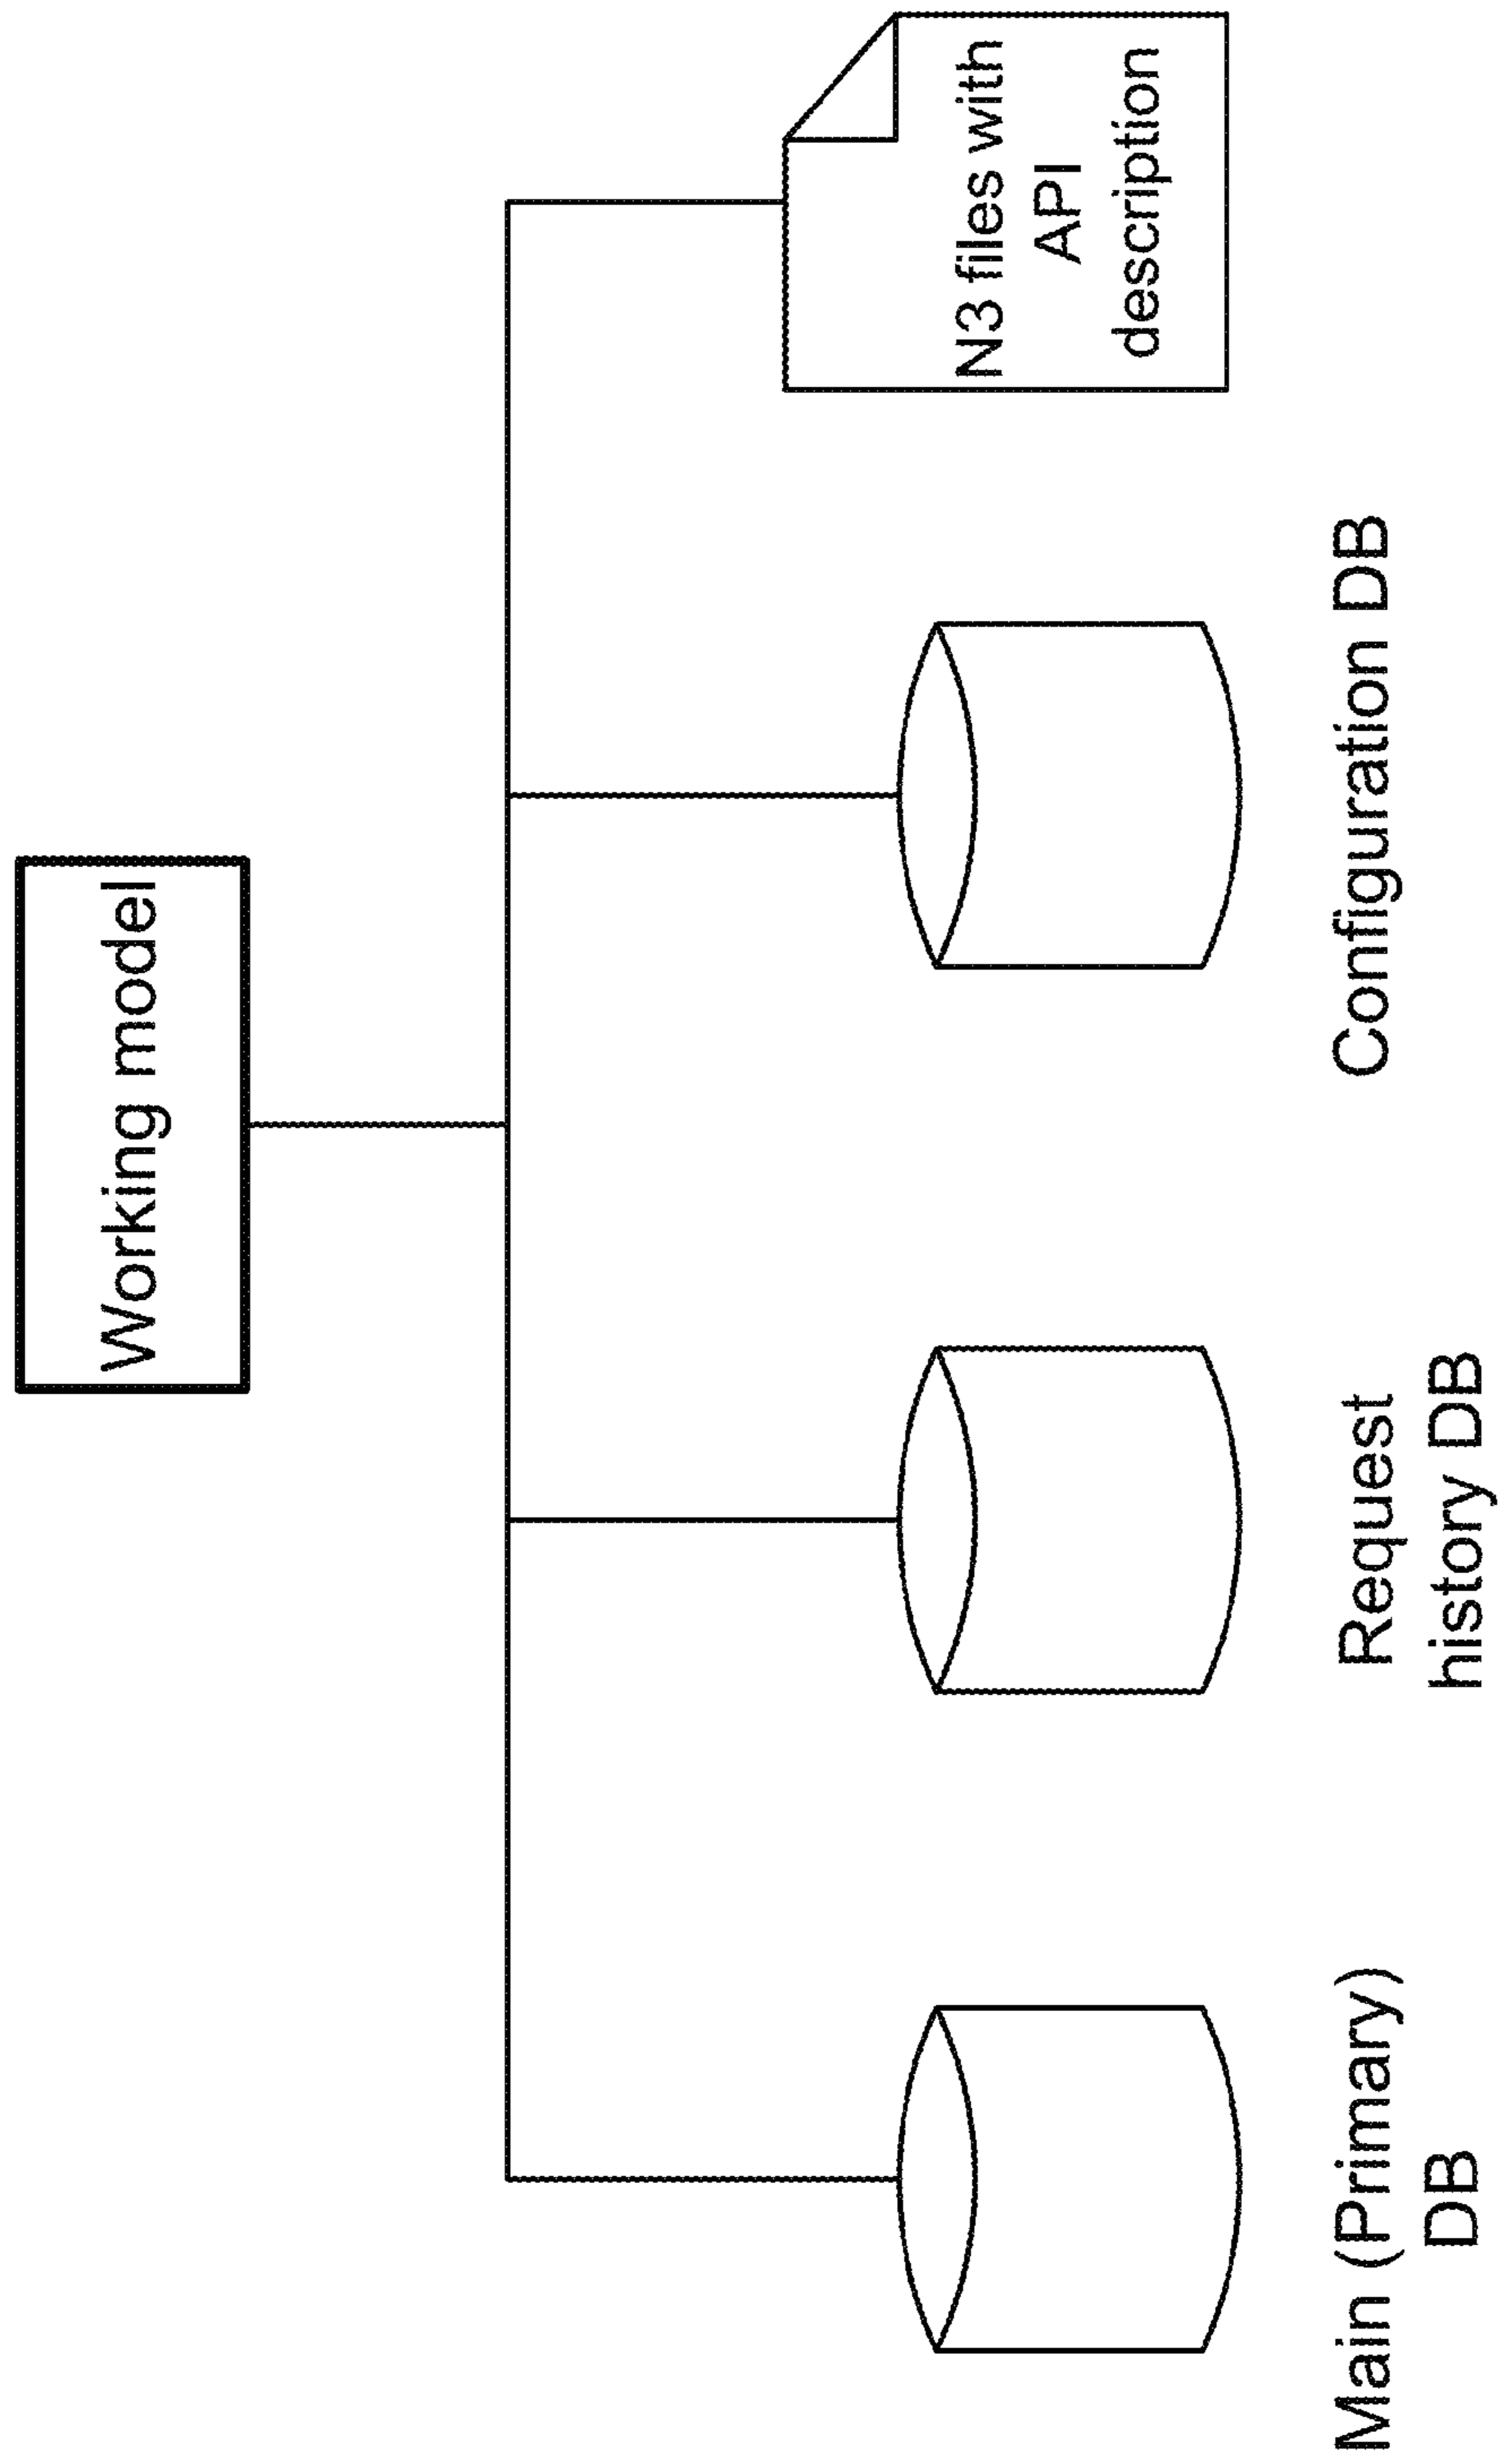 Working model
Main (Primary)
DB
Request
history DB
Configuration DB
N3 files with
API
description